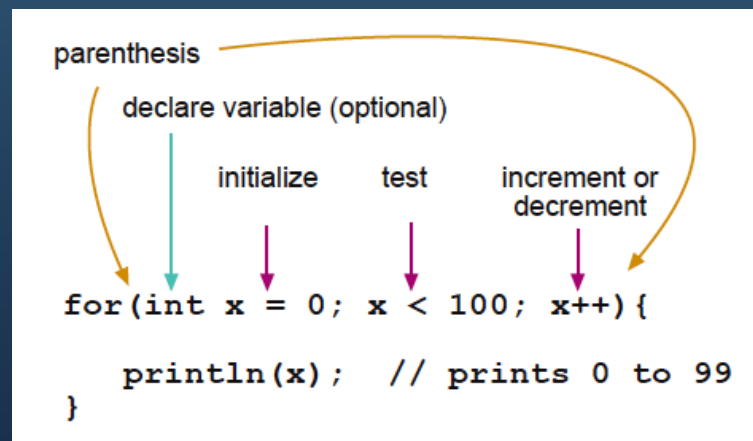 parenthesis
declare variable (optional)
initialize test increment or
decrement
for(int x = 0; x < 100; x++){
println(x); // prints 0 to 99
}